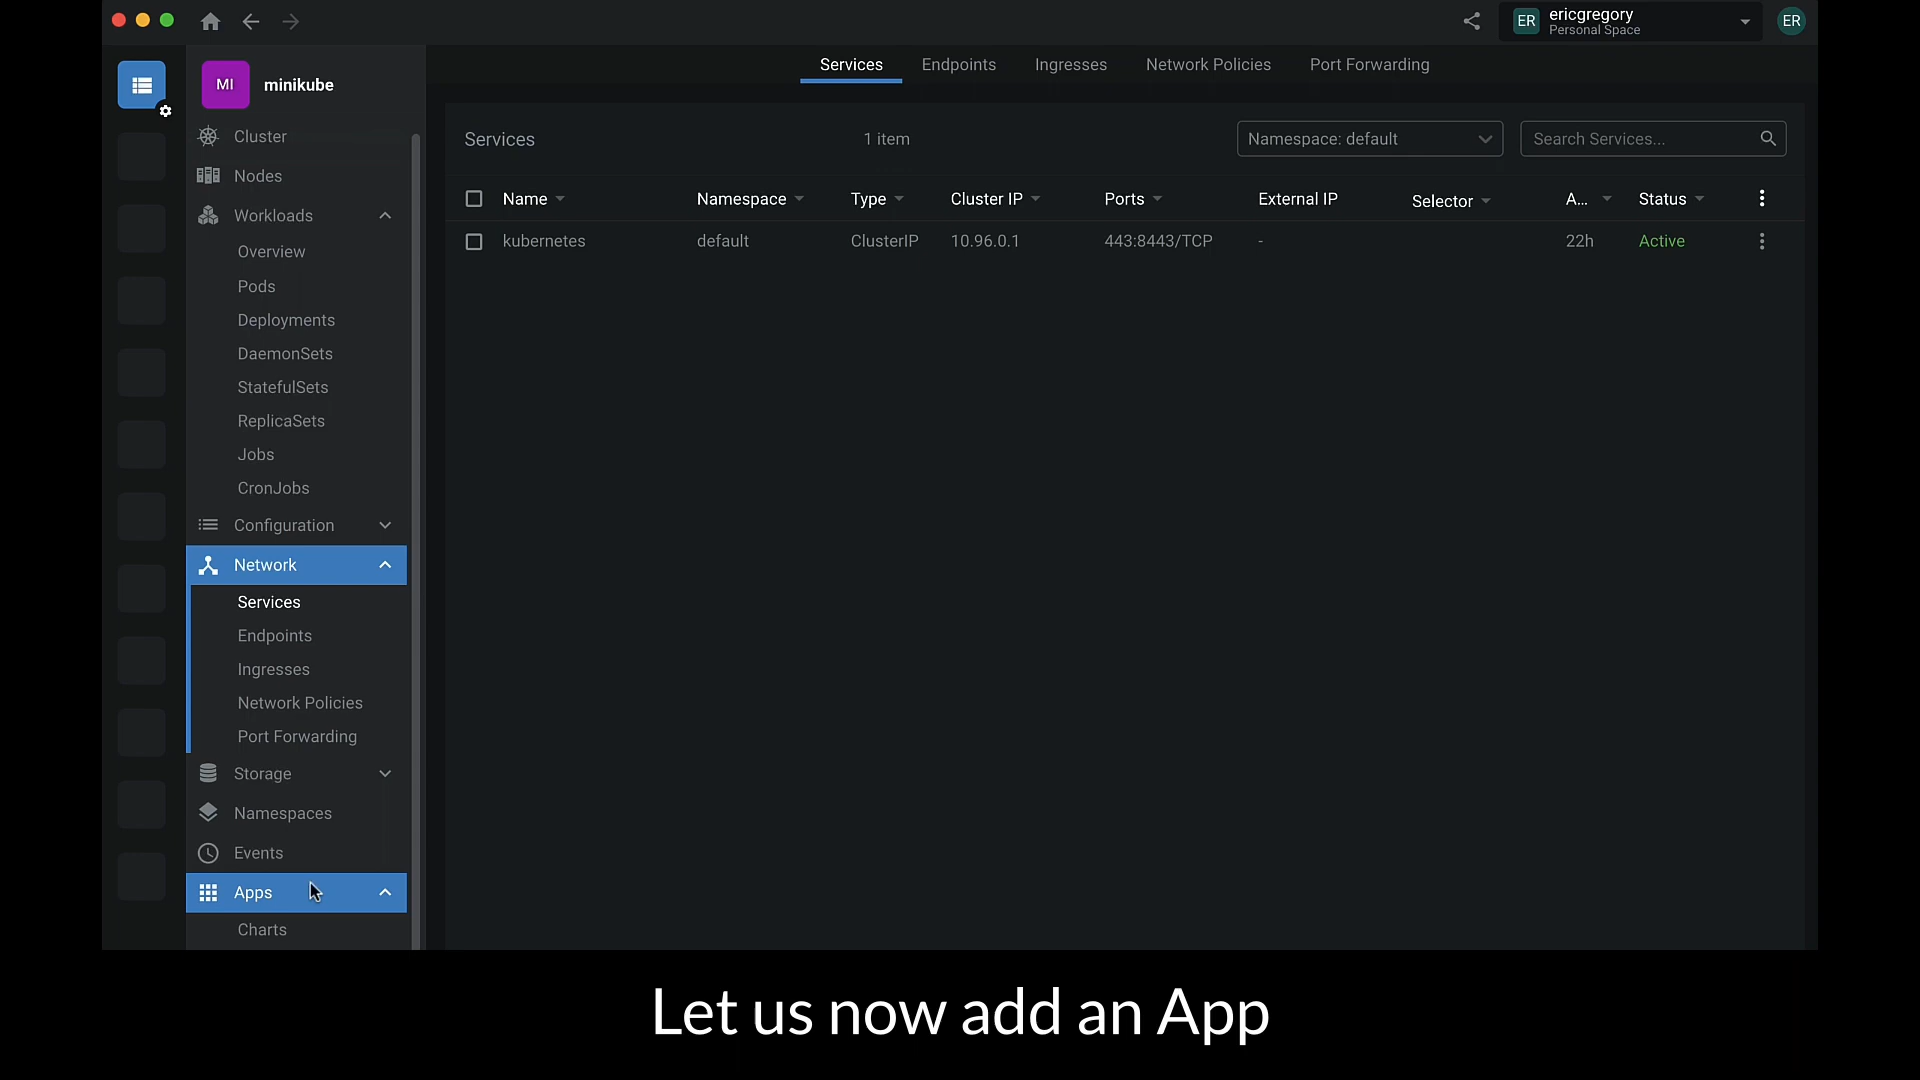 ER
ericgregory
Personal Space
ER
MI
minikube
Cluster
Nodes
Workloads
Overview
Pods
Deployments
DaemonSets
StatefulSets
ReplicaSets
Jobs
CronJobs
Configuration
Network
Services
Endpoints
Ingresses
Network Policies
Port Forwarding
Storage
Namespaces
Events
Apps
Charts
Services Endpoints Ingresses Network Policies Port Forwarding
Services 1 item Namespace: default Search Services...
Name Namespace Type Cluster IP Ports External IP Selector A... Status
kubernetes default ClusterIP 10.96.0.1 443:8443/TCP - 22h Active
Let us now add an App